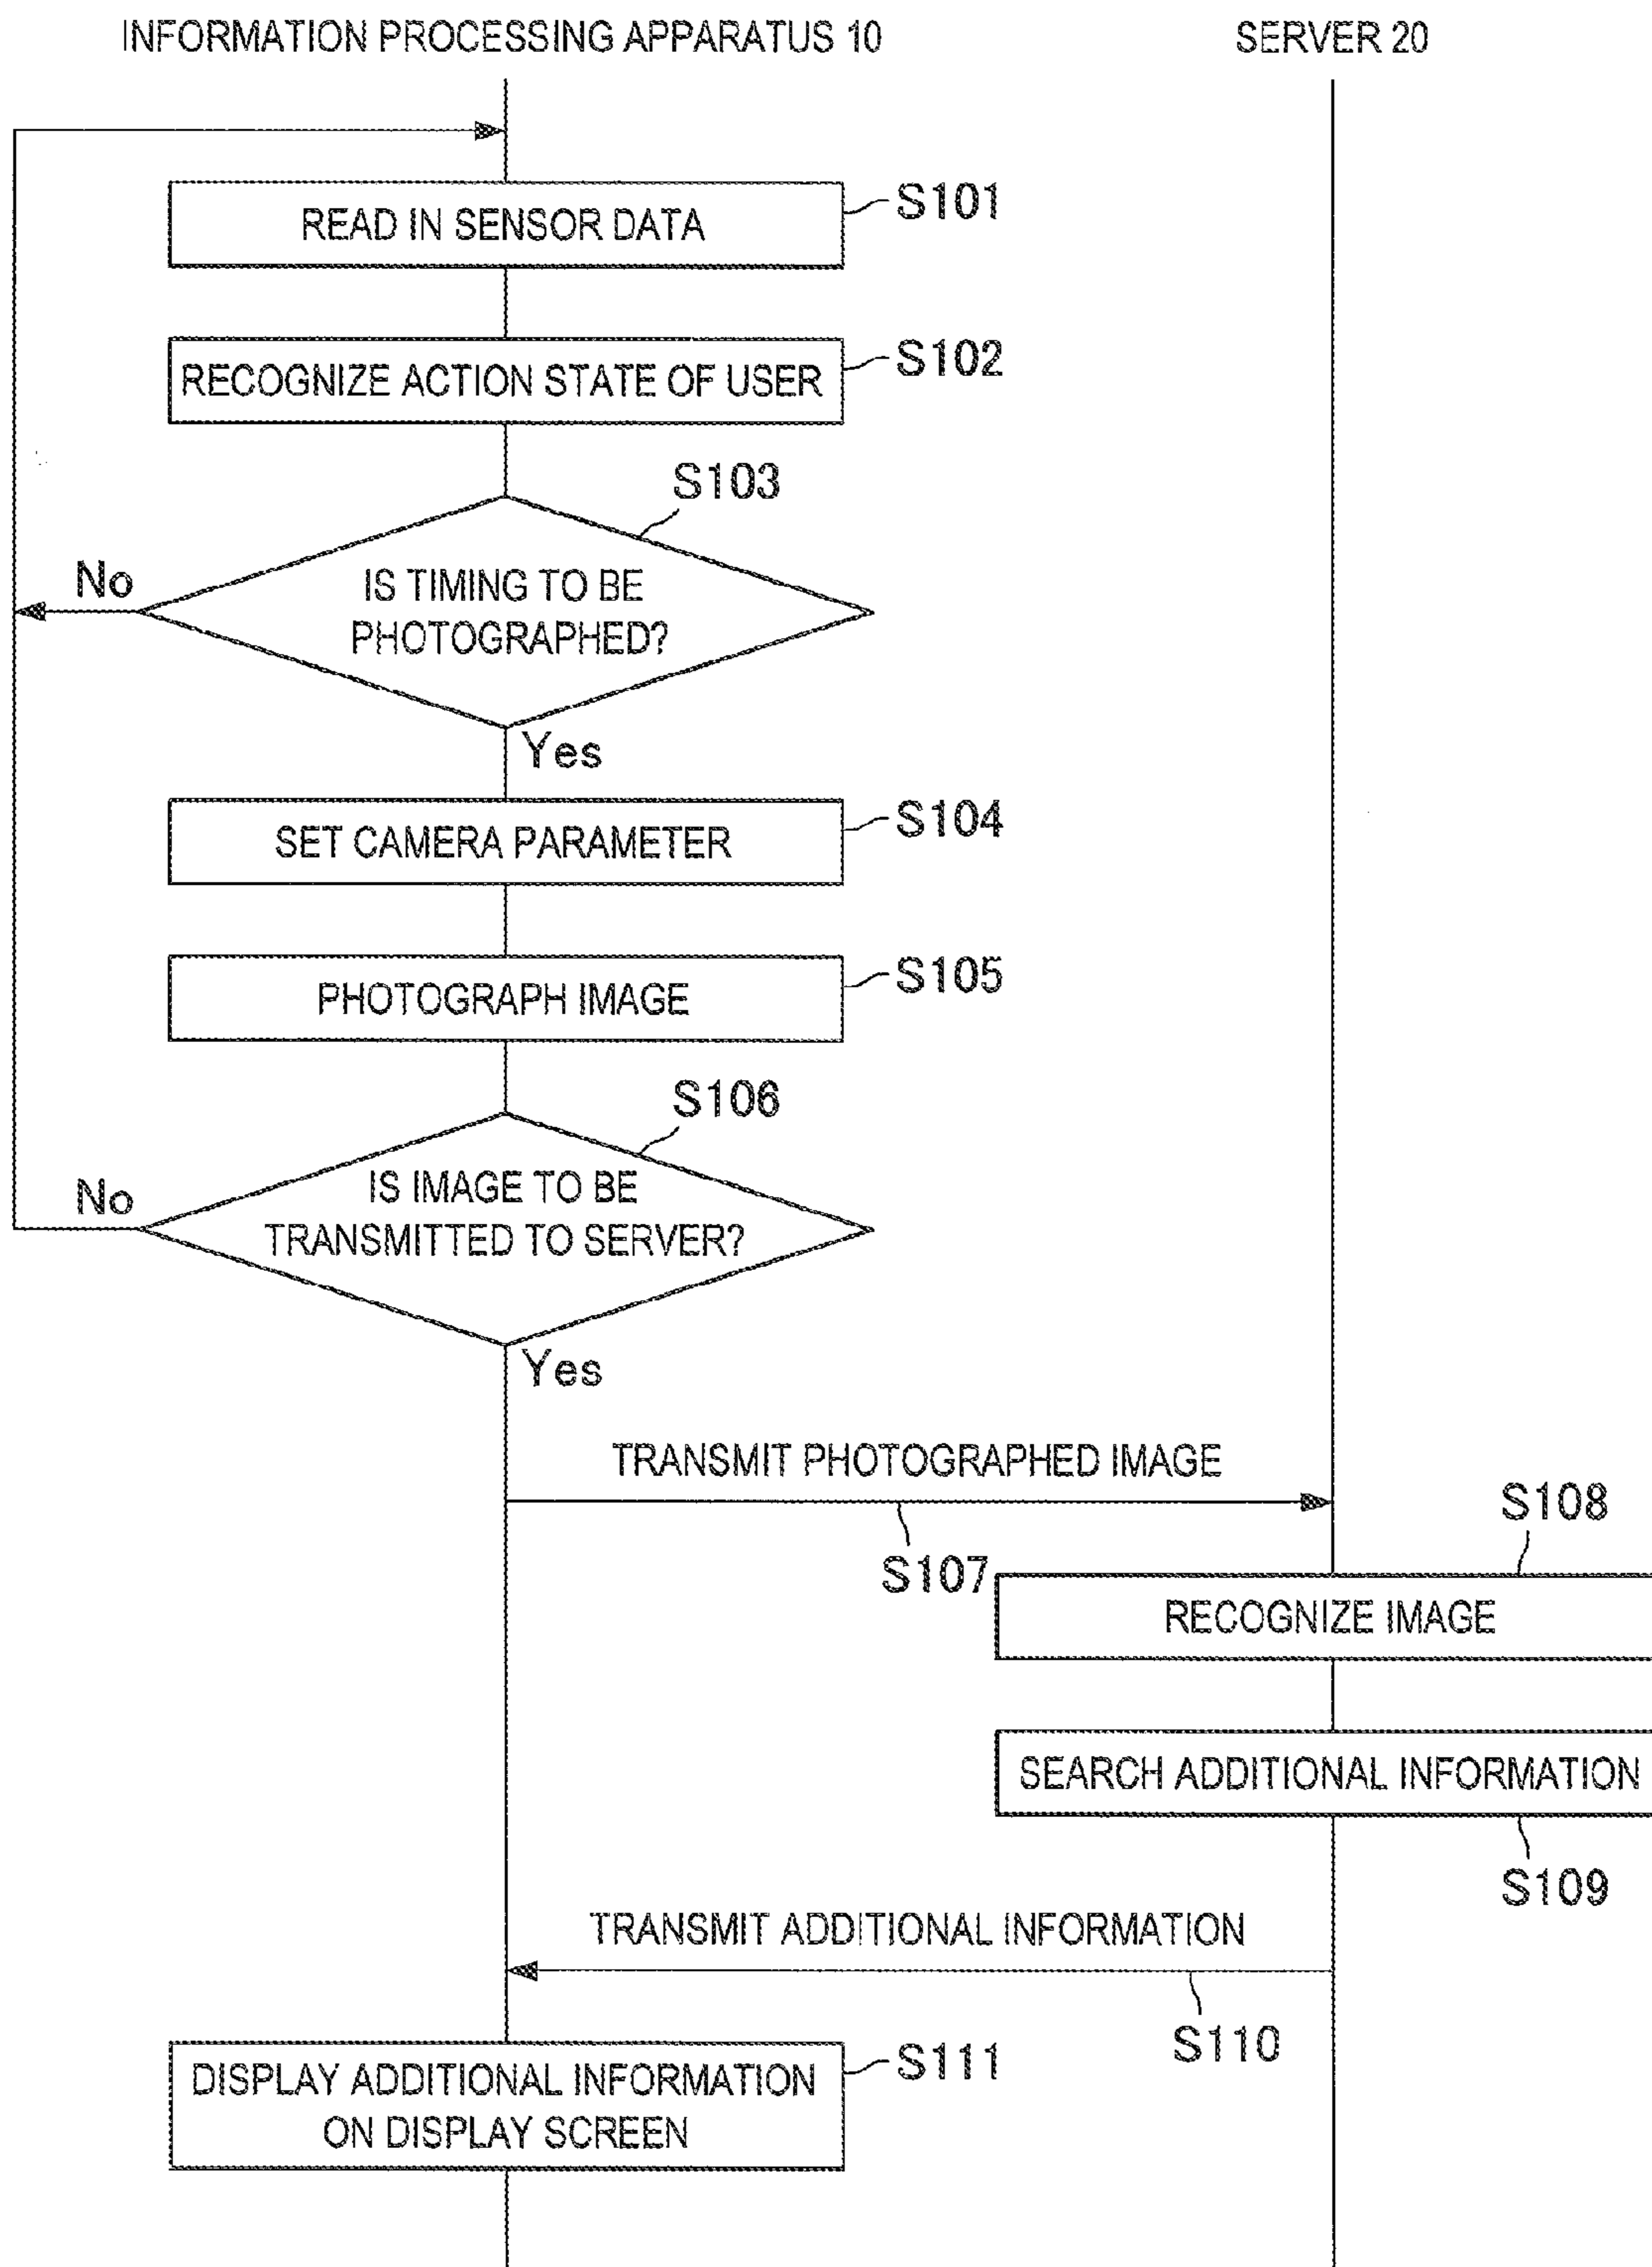 INFORMATION PROCESSING APPARATUS 10
SERVER 20
READ IN SENSOR DATA
S101
RECOGNIZE ACTION STATE OF USER
S102
S103
No
IS TIMING TO BE
PHOTOGRAPHED?
Yes
SET CAMERA PARAMETER
S104
PHOTOGRAPH IMAGE
S105
S106
No
IS IMAGE TO BE
TRANSMITTED TO SERVER?
Yes
TRANSMIT PHOTOGRAPHED IMAGE
S107
S108
RECOGNIZE IMAGE
SEARCH ADDITIONAL INFORMATION
S109
TRANSMIT ADDITIONAL INFORMATION
S110
DISPLAY ADDITIONAL INFORMATION
ON DISPLAY SCREEN
S111